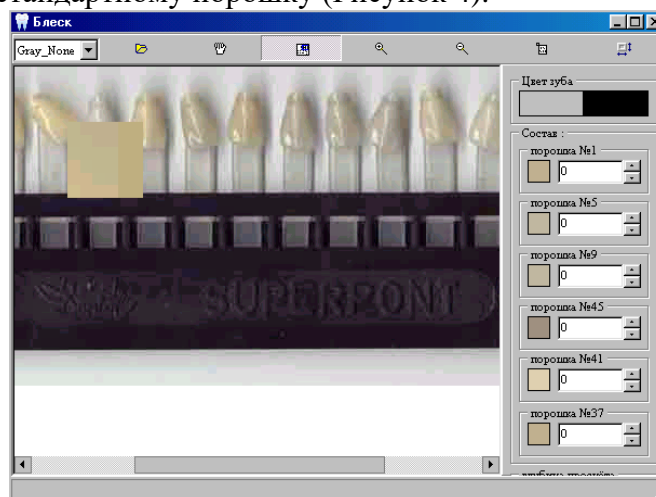 стандартному порошку (Рисунок 4).
Блеск
Gray_None
Цвет зуба
Состав :
порошка №1
0
порошка №5
0
порошка №9
0
порошка №45
0
SUPERPONT
порошка №41
0
порошка №37
0